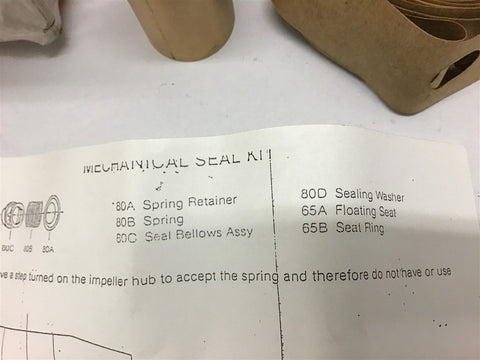 MECHANICAL SEAL KIT
80A Spring Retainer
80B Spring
80C Seal Bellows Assy
80D Sealing Washer
65A Floating Seat
65B Seat Ring
80C 80B 80A
ve a step turned on the impeller hub to accept the spring and therefore do not have or use